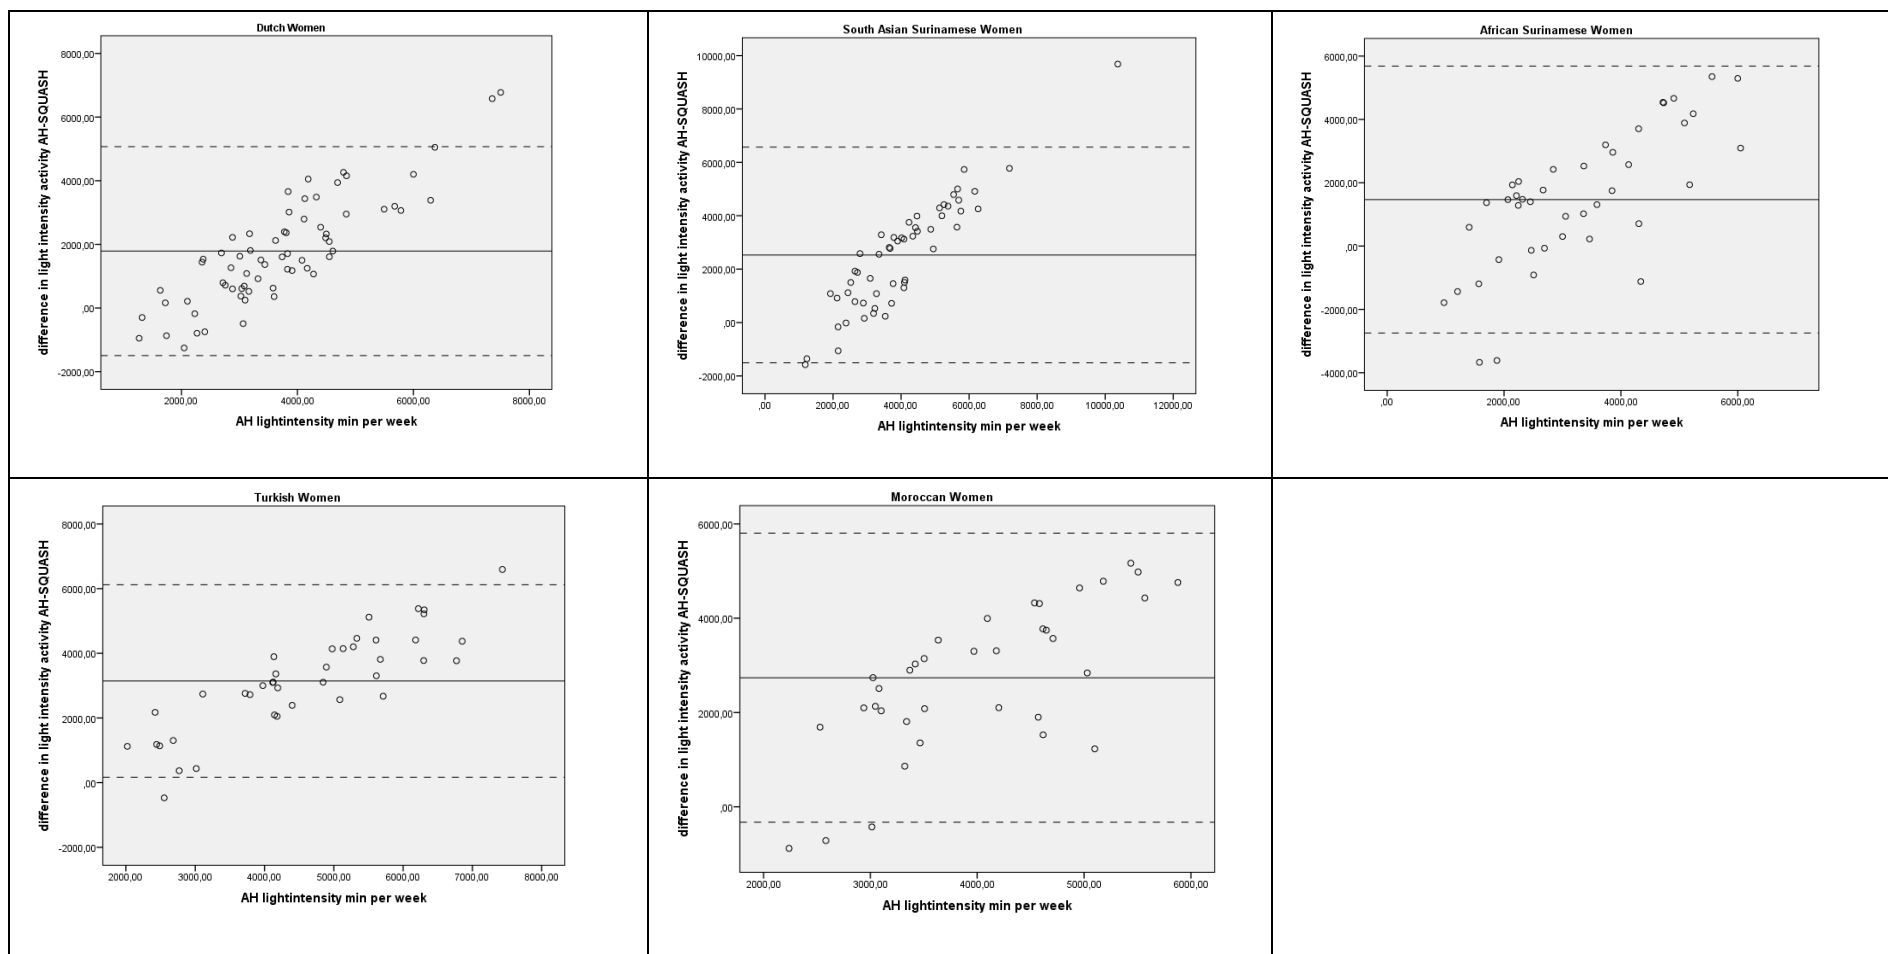 Dutch Women
difference in light intensity activity AH-SQUASH
8000,00
6000,00
4000,00
2000,00
,00
-2000,00
2000,00 4000,00 6000,00 8000,00
AH lightintensity min per week
South Asian Surinamese Women
difference in light intensity activity AH-SQUASH
10000,00
8000,00
6000,00
4000,00
2000,00
,00
-2000,00
,00 2000,00 4000,00 6000,00 8000,00 10000,00 12000,00
AH lightintensity min per week
African Surinamese Women
difference in light intensity activity AH-SQUASH
6000,00
4000,00
2000,00
,00
-2000,00
-4000,00
,00 2000,00 4000,00 6000,00
AH lightintensity min per week
Turkish Women
difference in light intensity activity AH-SQUASH
8000,00
6000,00
4000,00
2000,00
,00
-2000,00
2000,00 3000,00 4000,00 5000,00 6000,00 7000,00 8000,00
AH lightintensity min per week
Moroccan Women
difference in light intensity activity AH-SQUASH
6000,00
4000,00
2000,00
,00
2000,00 3000,00 4000,00 5000,00 6000,00
AH lightintensity min per week